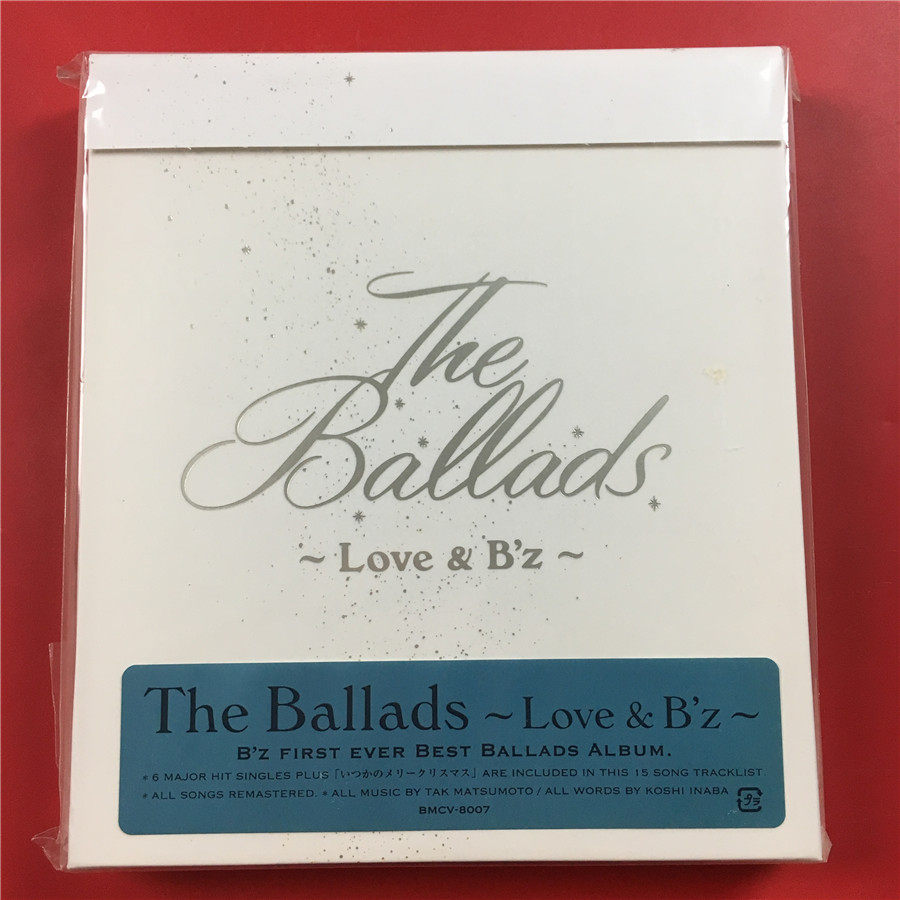 The
Ballads
~ Love & B'z ~
The Ballads ~ Love & B'z ~
B'Z FIRST EVER BEST BALLADS ALBUM.
* 6 MAJOR HIT SINGLES PLUS「いつかのメリークリスマス」ARE INCLUDED IN THIS 15 SONG TRACKLIST.
* ALL SONGS REMASTERED. * ALL MUSIC BY TAK MATSUMOTO / ALL WORDS BY KOSHI INABA
プラ
BMCV-8007